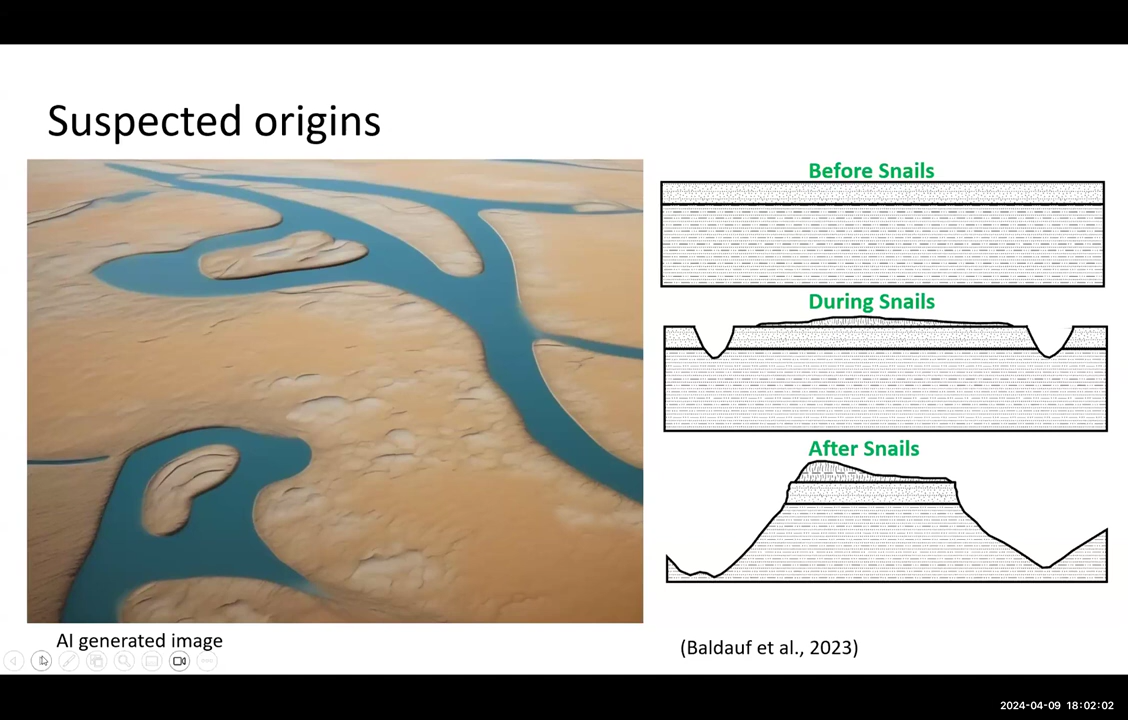 Suspected origins
Before Snails
During Snails
After Snails
AI generated image
(Baldauf et al., 2023)
2024-04-09 18:02:02